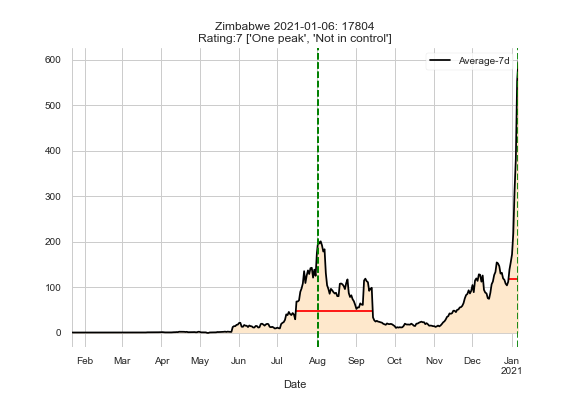 Zimbabwe 2021-01-06: 17804
Rating:7 ['One peak', 'Not in control']
Average-7d
600
500
400
300
200
100
0
Feb Mar Apr May Jun Jul Aug Sep Oct Nov Dec Jan
2021
Date